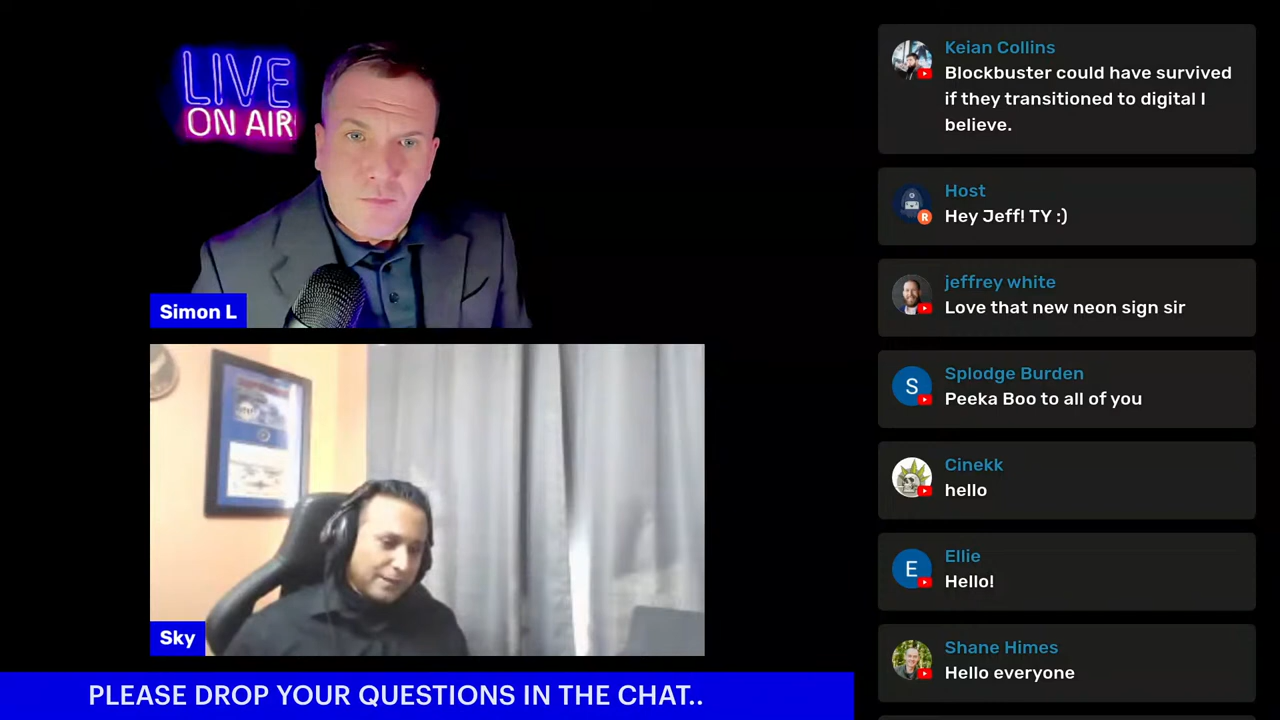 LIVE
ON AIR
Simon L
Sky
PLEASE DROP YOUR QUESTIONS IN THE CHAT..
Keian Collins
Blockbuster could have survived
if they transitioned to digital I
believe.
Host
R
Hey Jeff! TY :)
jeffrey white
Love that new neon sign sir
S
Splodge Burden
Peeka Boo to all of you
Cinekk
hello
E
Ellie
Hello!
Shane Himes
Hello everyone